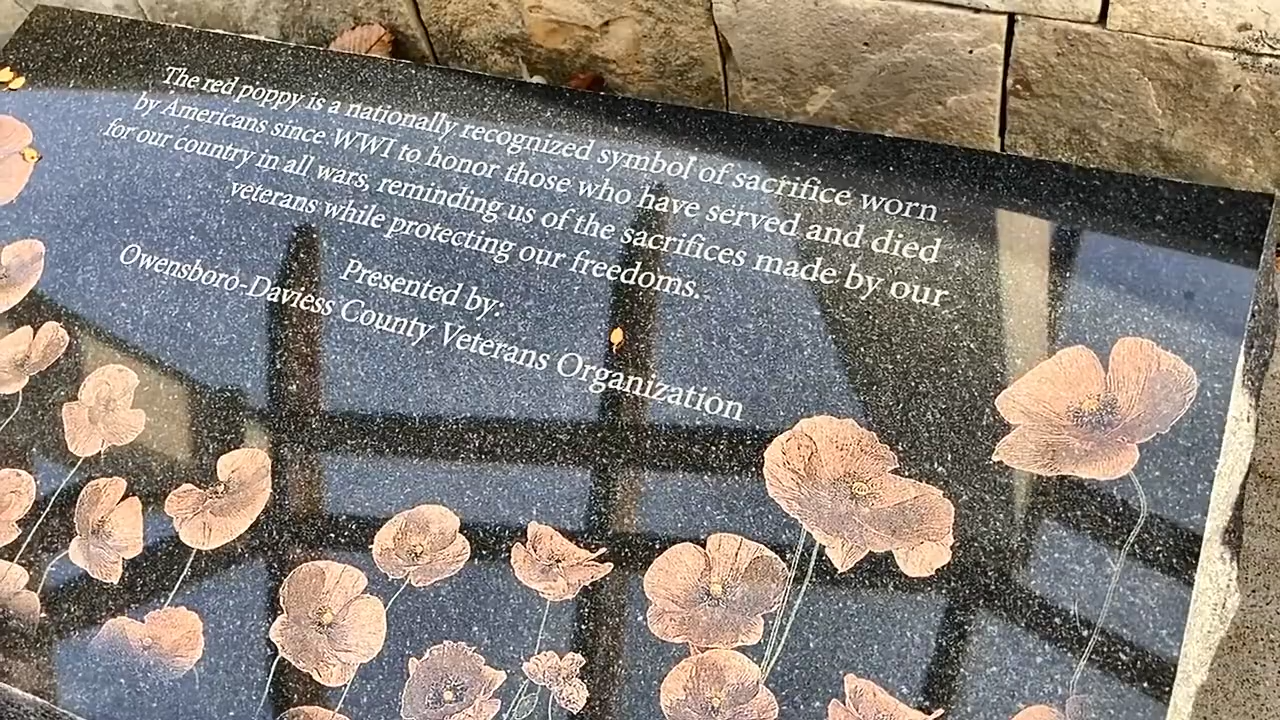 The red poppy is a nationally recognized symbol of sacrifice worn
by Americans since WWI to honor those who have served and died
for our country in all wars, reminding us of the sacrifices made by our
veterans while protecting our freedoms.
Presented by:
Owensboro-Daviess County Veterans Organization